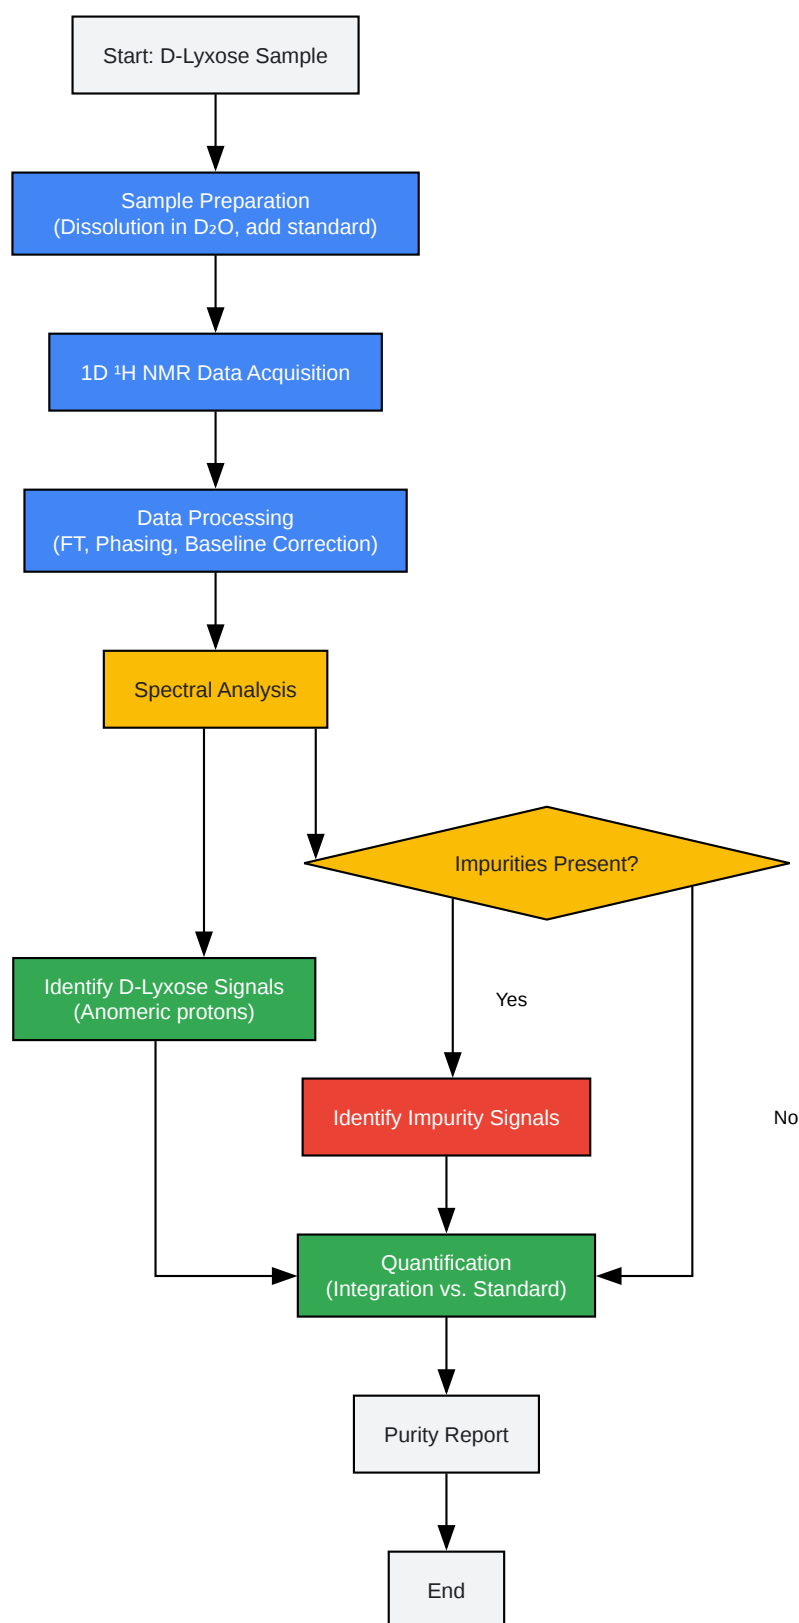 Start: D-Lyxose Sample
Sample Preparation
(Dissolution in D₂O, add standard)
1D ¹H NMR Data Acquisition
Data Processing
(FT, Phasing, Baseline Correction)
Spectral Analysis
Impurities Present?
Identify D-Lyxose Signals
(Anomeric protons)
Yes
Identify Impurity Signals
No
Quantification
(Integration vs. Standard)
Purity Report
End